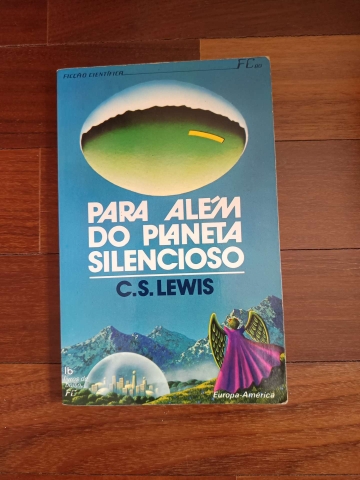 FICÇÃO CIENTÍFICA
FC
PARA ALÉM
DO PLANETA
SILENCIOSO
C.S. LEWIS
Europa-América